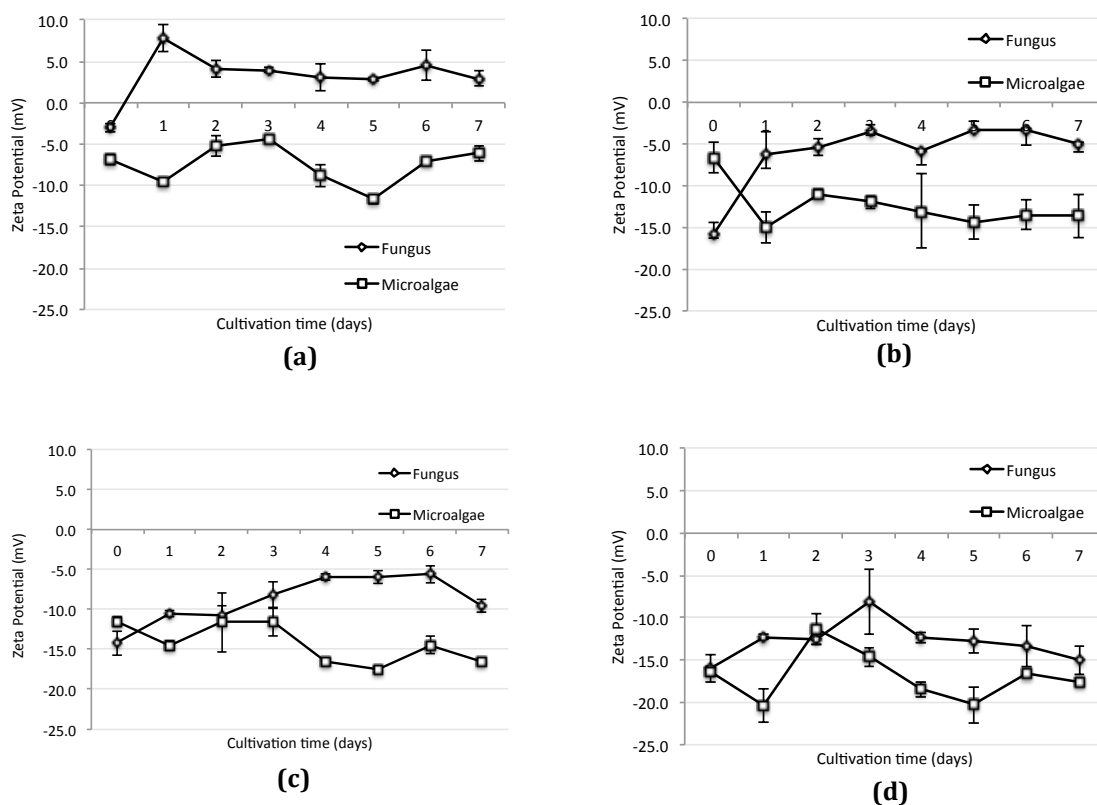 10.0
5.0
0.0
-5.0
-10.0
-15.0
-20.0
-25.0
Zeta Potential (mV)
0 1 2 3 4 5 6 7
Fungus
Microalgae
Cultivation time (days)
(a)
10.0
5.0
0.0
-5.0
-10.0
-15.0
-20.0
-25.0
Zeta Potential (mV)
Fungus
Microalgae
0 1 2 3 4 5 6 7
Cultivation time (days)
(b)
10.0
5.0
0.0
-5.0
-10.0
-15.0
-20.0
-25.0
Zeta Potential (mV)
Fungus
Microalgae
0 1 2 3 4 5 6 7
Cultivation time (days)
(c)
10.0
5.0
0.0
-5.0
-10.0
-15.0
-20.0
-25.0
Zeta Potential (mV)
Fungus
Microalgae
0 1 2 3 4 5 6 7
Cultivation time (days)
(d)